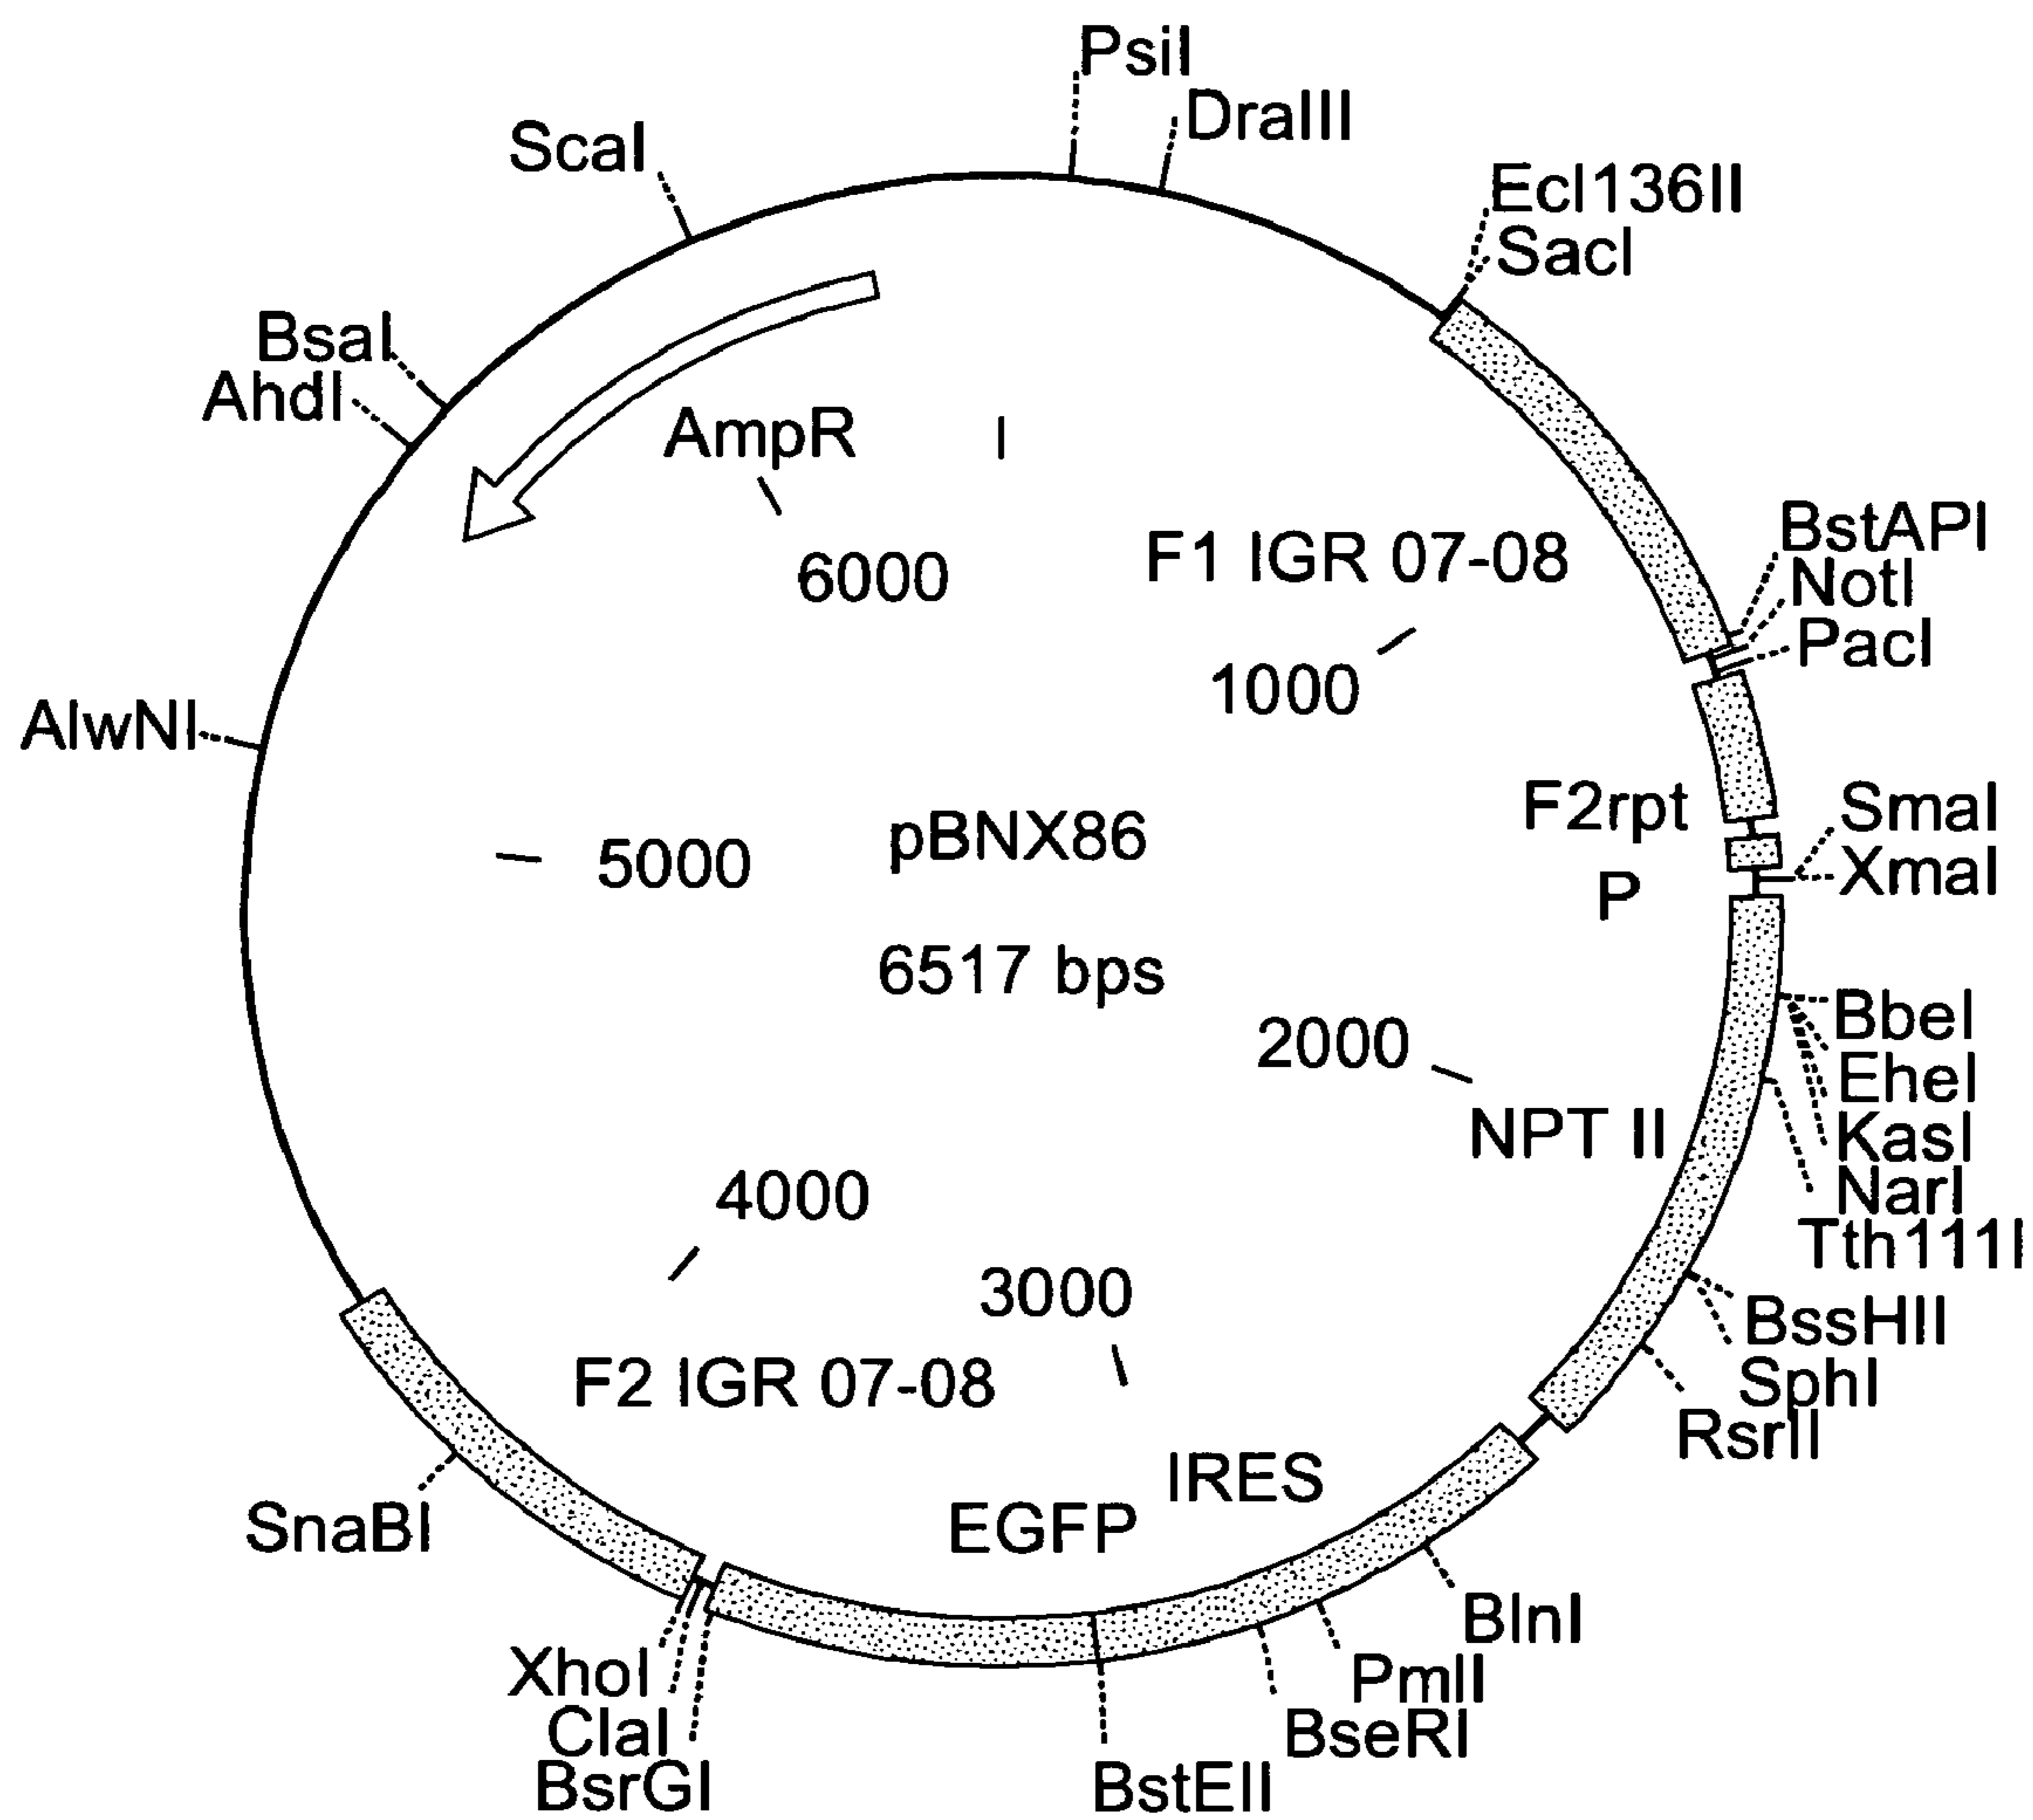 PsiI
DraIII
ScaI
Ecl136II
SacI
BsaI
AhdI
AmpR
BstAPI
NotI
PacI
F1 IGR 07-08
6000
1000
AlwNI
F2rpt
SmaI
XmaI
P
pBNX86
5000
6517 bps
BbeI
EheI
KasI
NarI
Tth111I
2000
NPT II
4000
3000
BssHII
SphI
RsrII
F2 IGR 07-08
IRES
EGFP
SnaBI
BlnI
PmlI
BseRI
BstEII
XhoI
ClaI
BsrGI